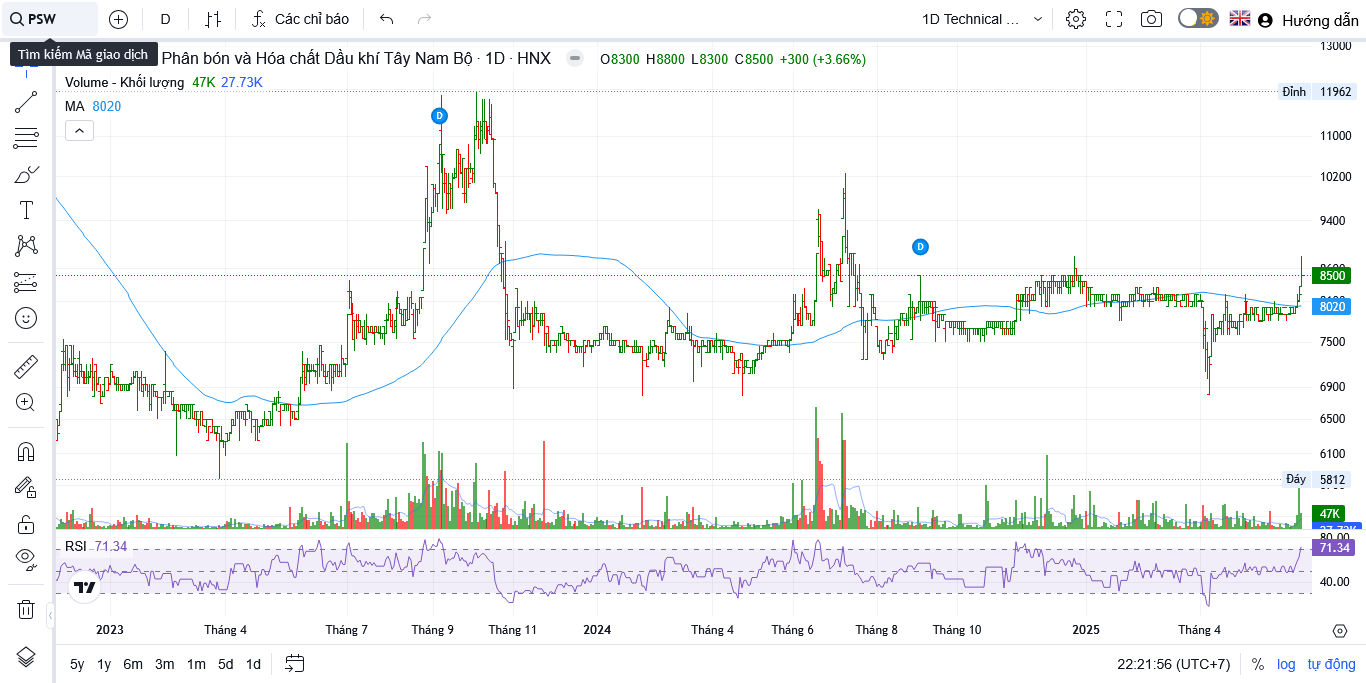 PSW
D
Các chỉ báo
1D Technical ...
Hướng dẫn
Tìm kiếm Mã giao dịch
Phân bón và Hóa chất Dầu khí Tây Nam Bộ · 1D · HNX
O8300 H8800 L8300 C8500 +300 (+3.66%)
Volume - Khối lượng 47K 27.73K
MA 8020
D
D
13000
Đỉnh 11962
11000
10200
9400
8500
8020
7500
6900
6500
6100
Đáy 5812
47K
27.73K
RSI 71.34
80.00
71.34
40.00
2023 Tháng 4 Tháng 7 Tháng 9 Tháng 11 2024 Tháng 4 Tháng 6 Tháng 8 Tháng 10 2025 Tháng 4
5y 1y 6m 3m 1m 5d 1d
22:21:56 (UTC+7) % log tự động